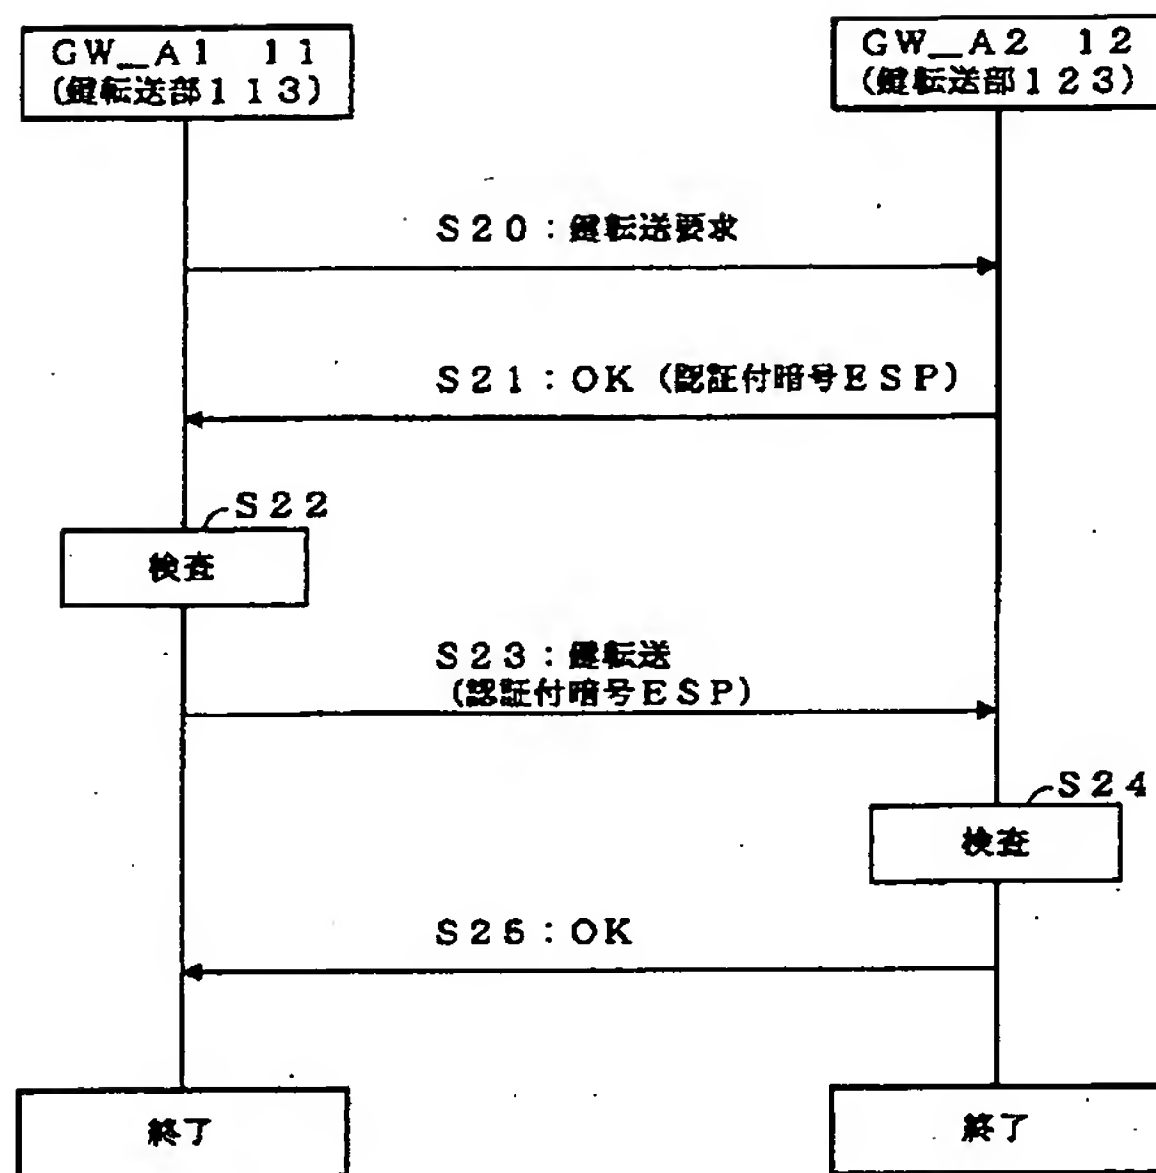 GW_A1 11
(鍵転送部113)
GW_A2 12
(鍵転送部123)
S20:鍵転送要求
S21:OK (認証付暗号ESP)
S22
検査
S23:鍵転送
(認証付暗号ESP)
S24
検査
S25:OK
終了
終了